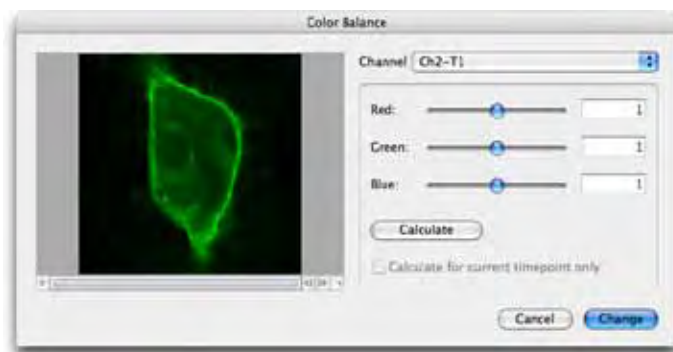 Color Balance
Channel Ch2-T1
Red: 1
Green: 1
Blue: 1
Calculate
Calculate for current timepoint only
Cancel Change